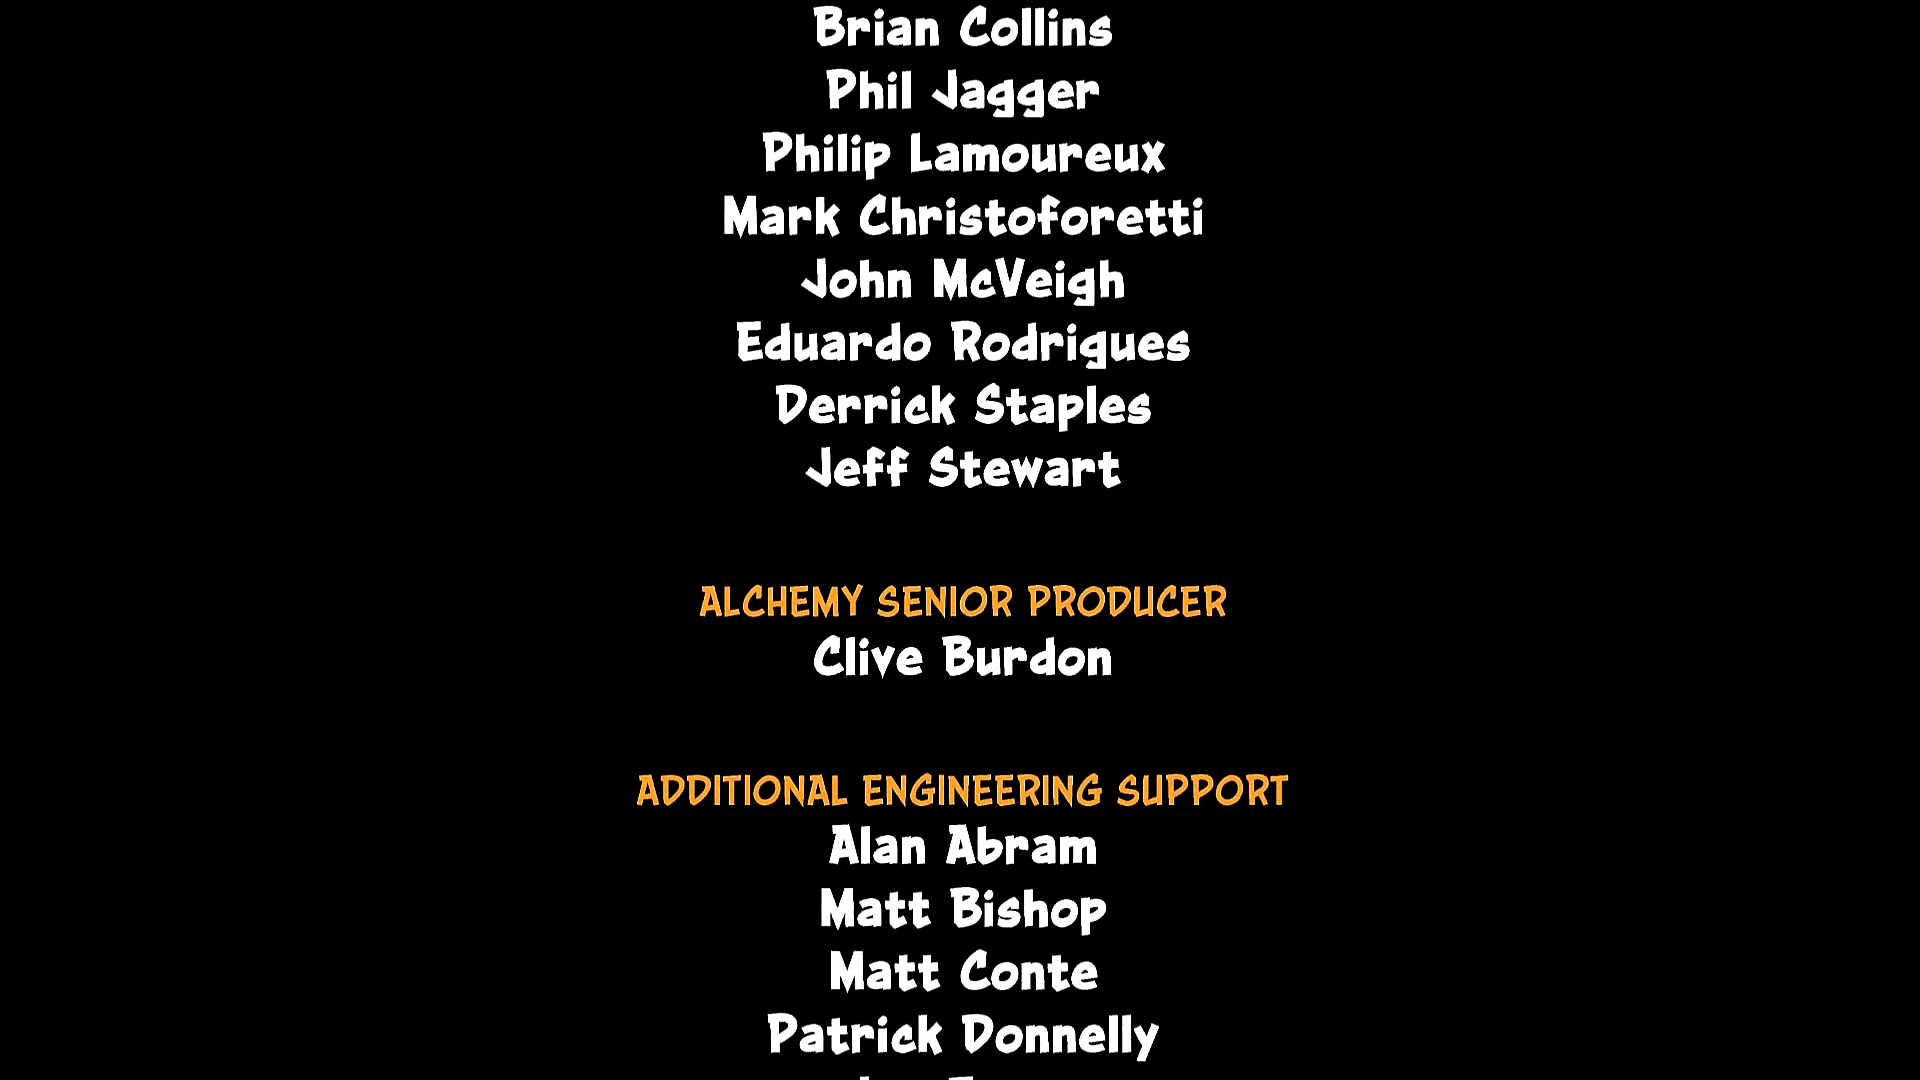 Brian Collins
Phil Jagger
Philip Lamoureux
Mark Christoforetti
John McVeigh
Eduardo Rodrigues
Derrick Staples
Jeff Stewart
ALCHEMY SENIOR PRODUCER
Clive Burdon
ADDITIONAL ENGINEERING SUPPORT
Alan Abram
Matt Bishop
Matt Conte
Patrick Donnelly